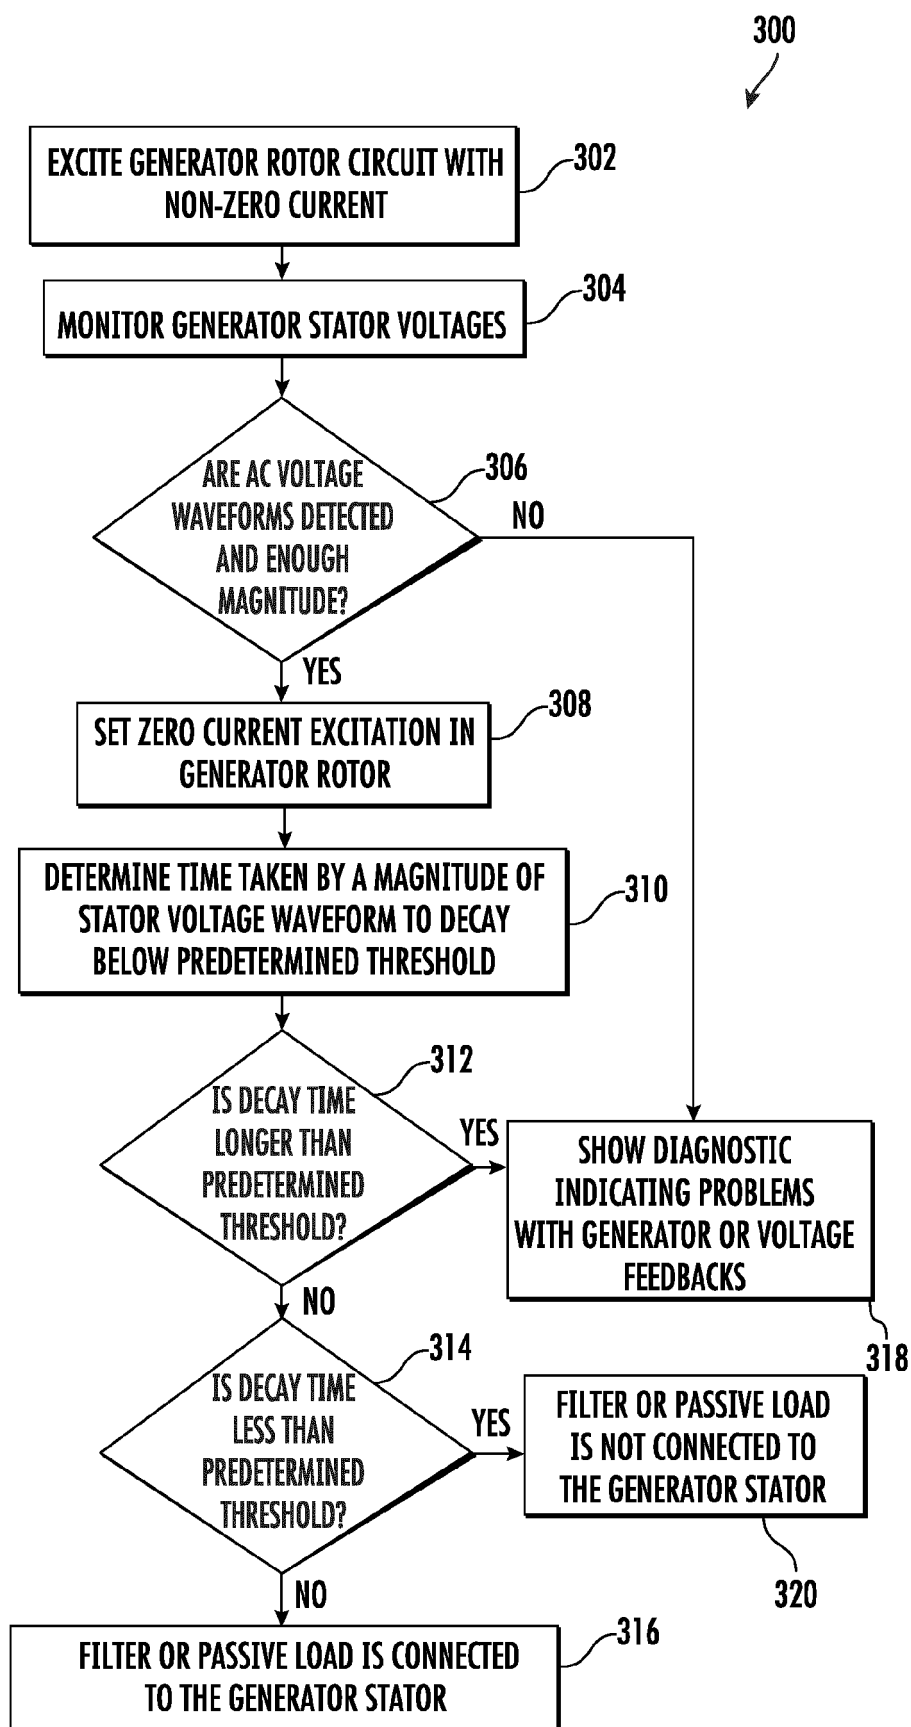 300
EXCITE GENERATOR ROTOR CIRCUIT WITH
NON-ZERO CURRENT
302
MONITOR GENERATOR STATOR VOLTAGES
304
ARE AC VOLTAGE
WAVEFORMS DETECTED
AND ENOUGH
MAGNITUDE?
306
NO
YES
SET ZERO CURRENT EXCITATION IN
GENERATOR ROTOR
308
DETERMINE TIME TAKEN BY A MAGNITUDE OF
STATOR VOLTAGE WAVEFORM TO DECAY
BELOW PREDETERMINED THRESHOLD
310
IS DECAY TIME
LONGER THAN
PREDETERMINED
THRESHOLD?
312
YES
SHOW DIAGNOSTIC
INDICATING PROBLEMS
WITH GENERATOR OR VOLTAGE
FEEDBACKS
318
NO
IS DECAY TIME
LESS THAN
PREDETERMINED
THRESHOLD?
314
YES
FILTER OR PASSIVE LOAD
IS NOT CONNECTED TO
THE GENERATOR STATOR
320
NO
FILTER OR PASSIVE LOAD IS CONNECTED
TO THE GENERATOR STATOR
316